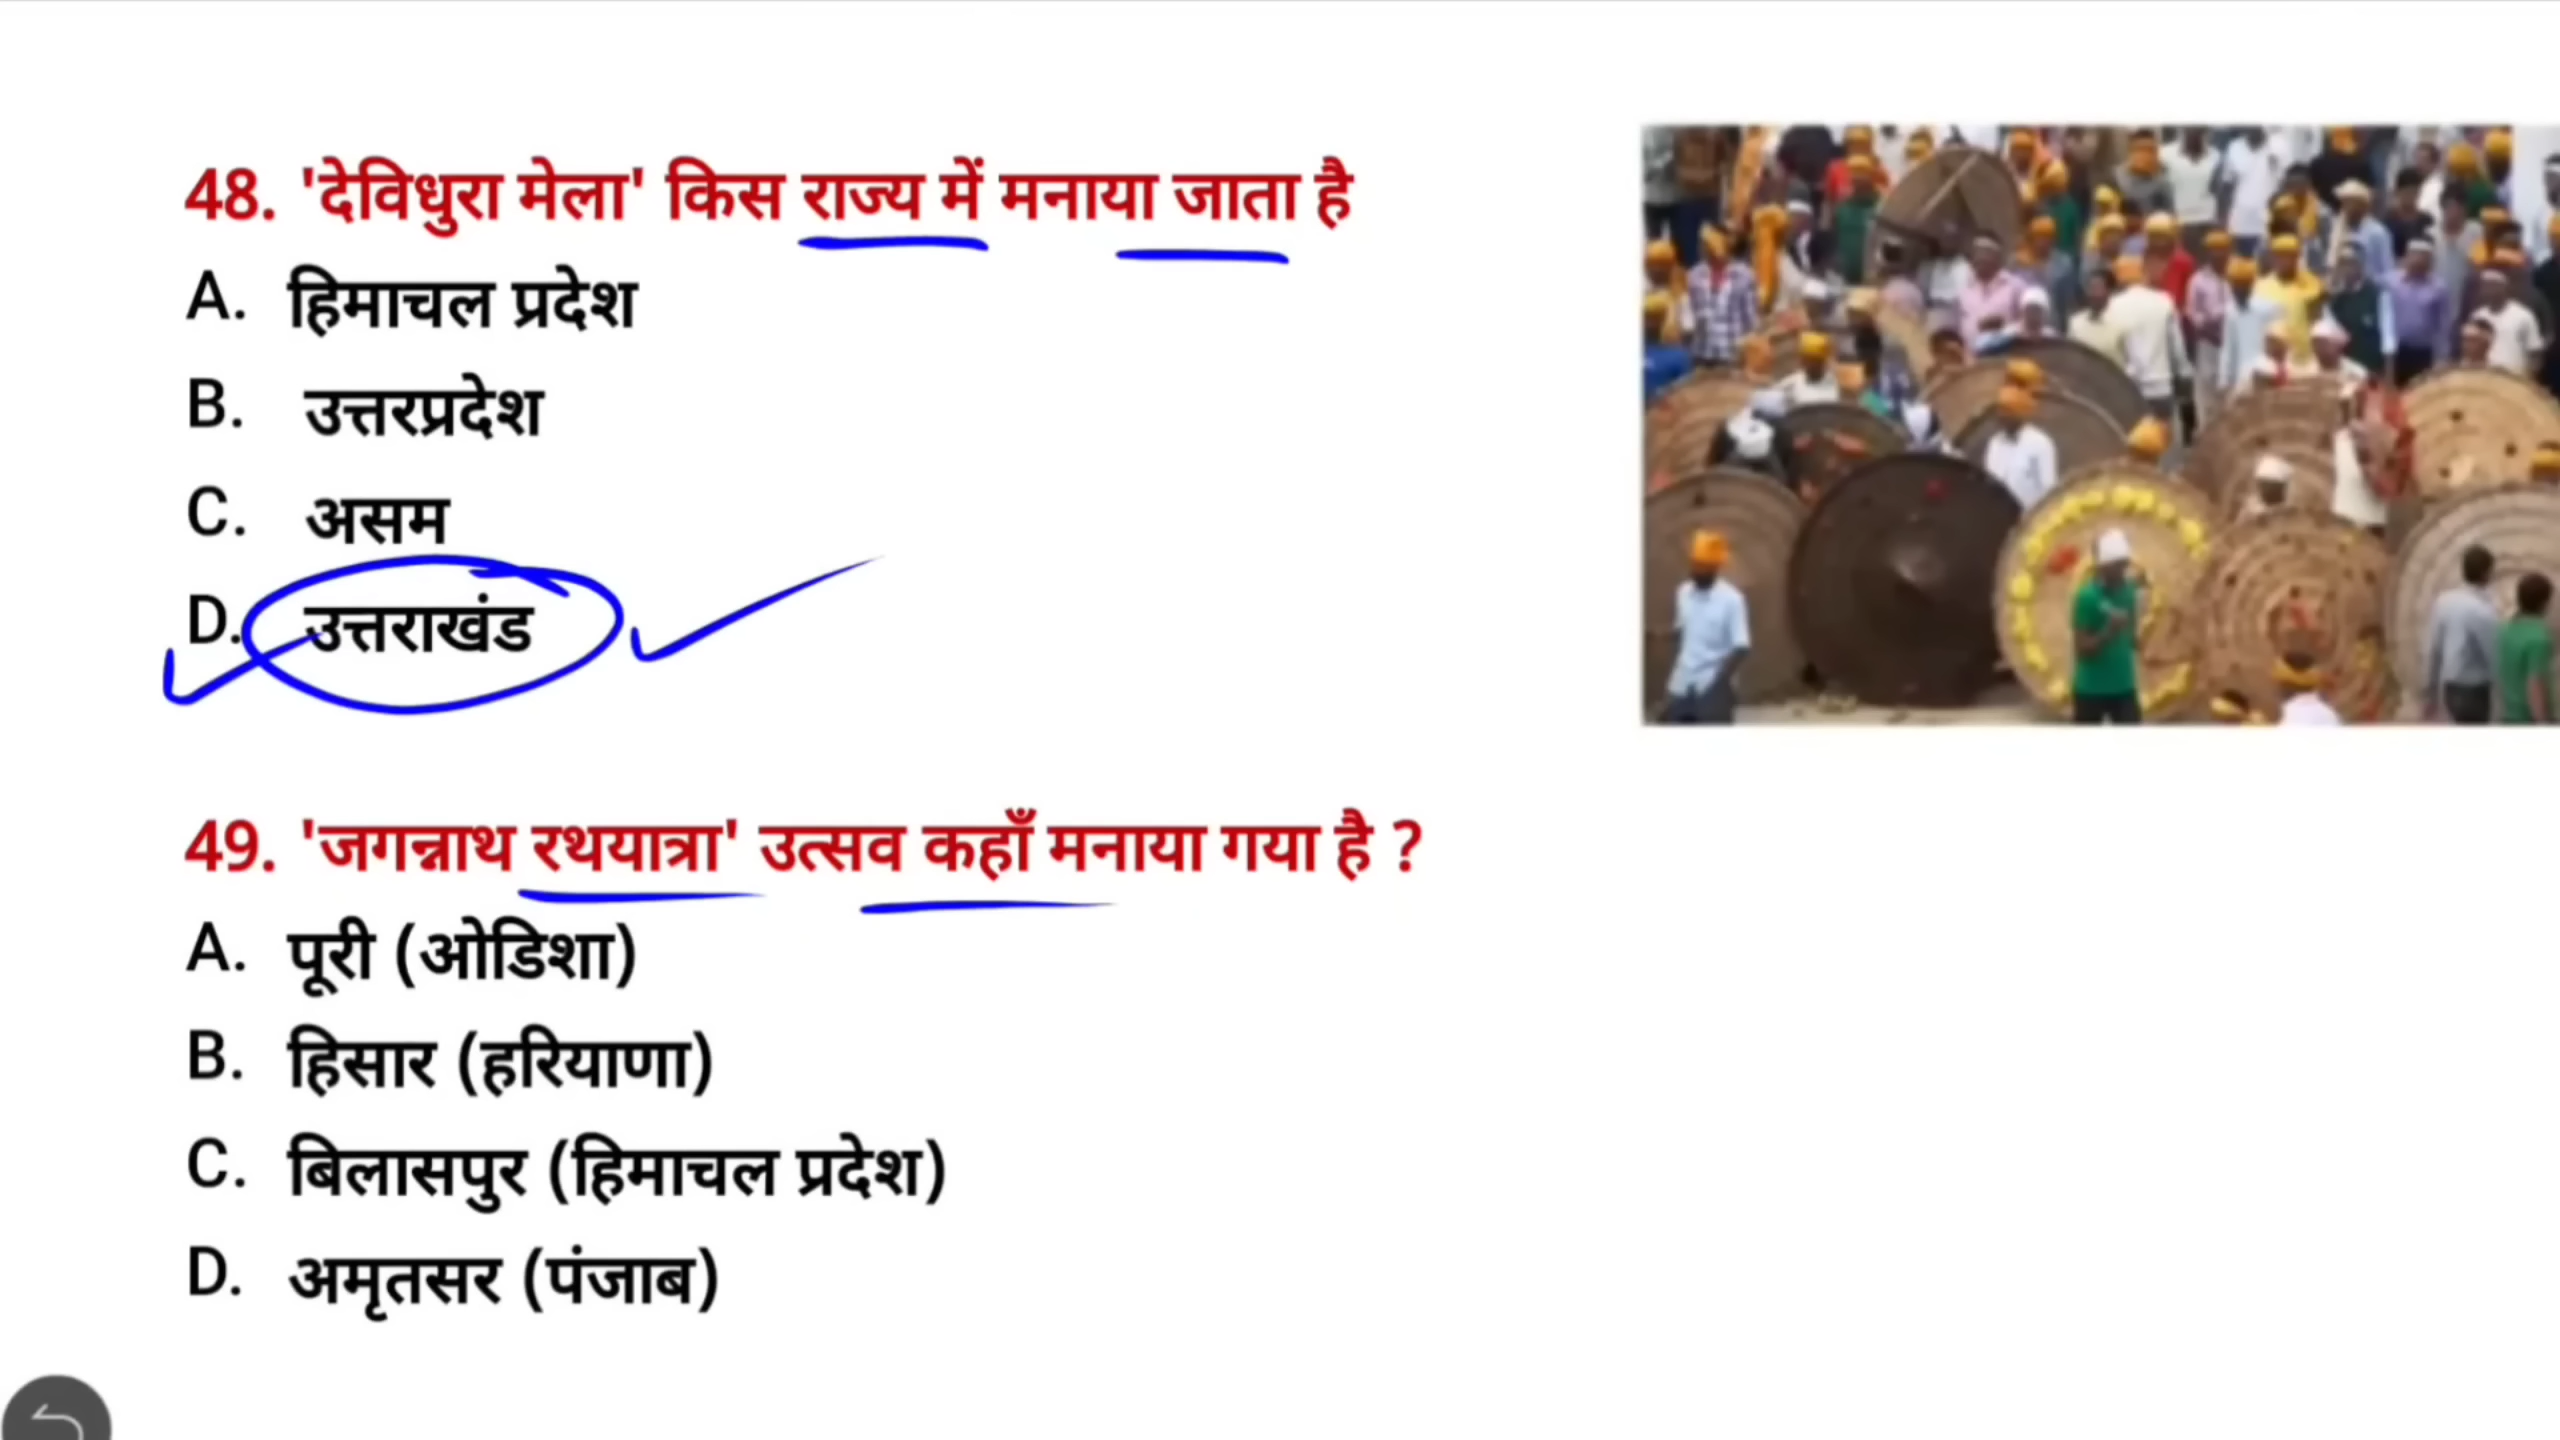 48. 'देविधुरा मेला' किस राज्य में मनाया जाता है
A. हिमाचल प्रदेश
B. उत्तरप्रदेश
C. असम
D. उत्तराखंड
49. 'जगन्नाथ रथयात्रा' उत्सव कहाँ मनाया गया है ?
A. पूरी (ओडिशा)
B. हिसार (हरियाणा)
C. बिलासपुर (हिमाचल प्रदेश)
D. अमृतसर (पंजाब)